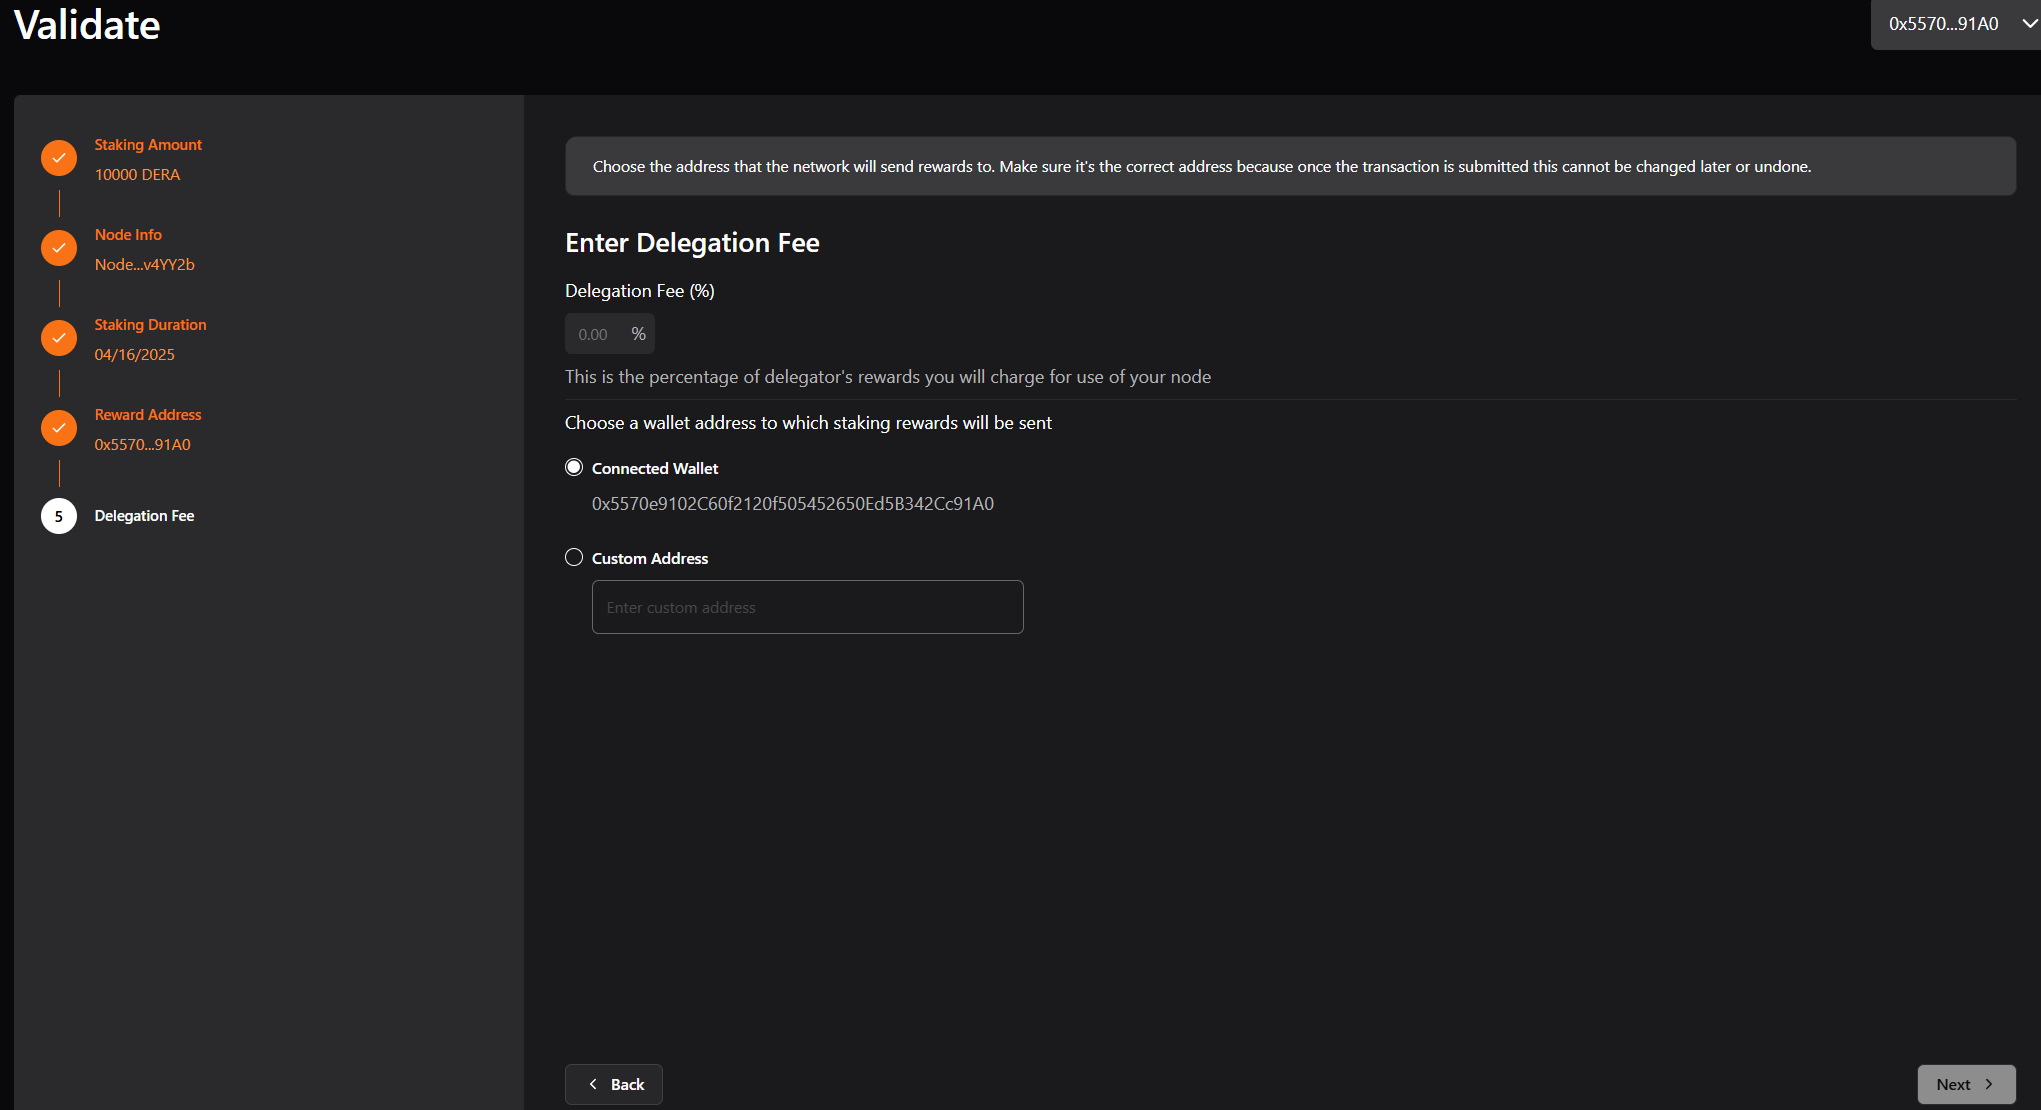 Validate
0x5570...91A0
Staking Amount
10000 DERA
Node Info
Node...v4YY2b
Staking Duration
04/16/2025
Reward Address
0x5570...91A0
5
Delegation Fee
Choose the address that the network will send rewards to. Make sure it's the correct address because once the transaction is submitted this cannot be changed later or undone.
Enter Delegation Fee
Delegation Fee (%)
0.00 %
This is the percentage of delegator's rewards you will charge for use of your node
Choose a wallet address to which staking rewards will be sent
Connected Wallet
0x5570e9102C60f2120f505452650Ed5B342Cc91A0
Custom Address
Enter custom address
Back
Next